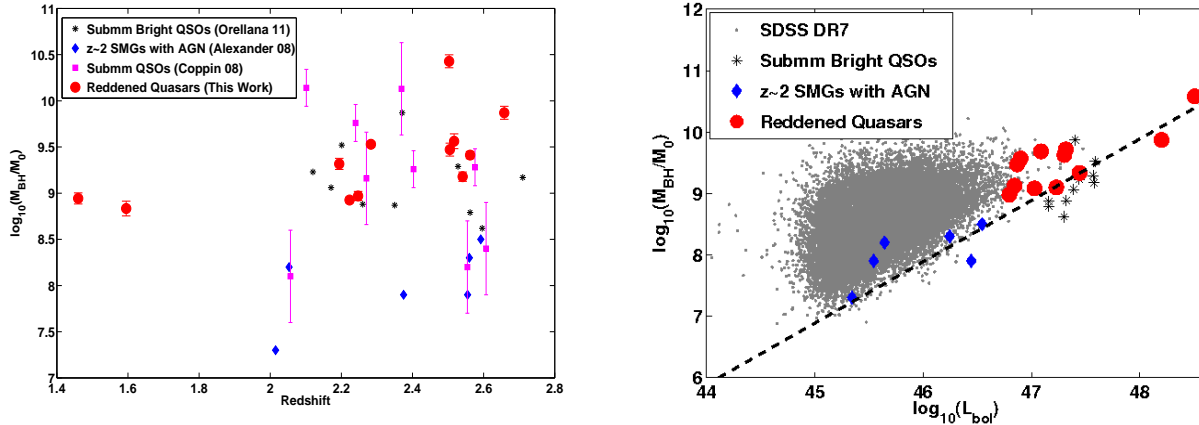 Submm Bright QSOs (Orellana 11)
z~2 SMGs with AGN (Alexander 08)
Submm QSOs (Coppin 08)
Reddened Quasars (This Work)
11
10.5
10
9.5
9
8.5
8
7.5
7
log10(MBH/M0)
1.4 1.6 1.8 2 2.2 2.4 2.6 2.8
Redshift
SDSS DR7
Submm Bright QSOs
z~2 SMGs with AGN
Reddened Quasars
12
11
10
9
8
7
6
log10(MBH/M0)
44 45 46 47 48
log10(Lbol)